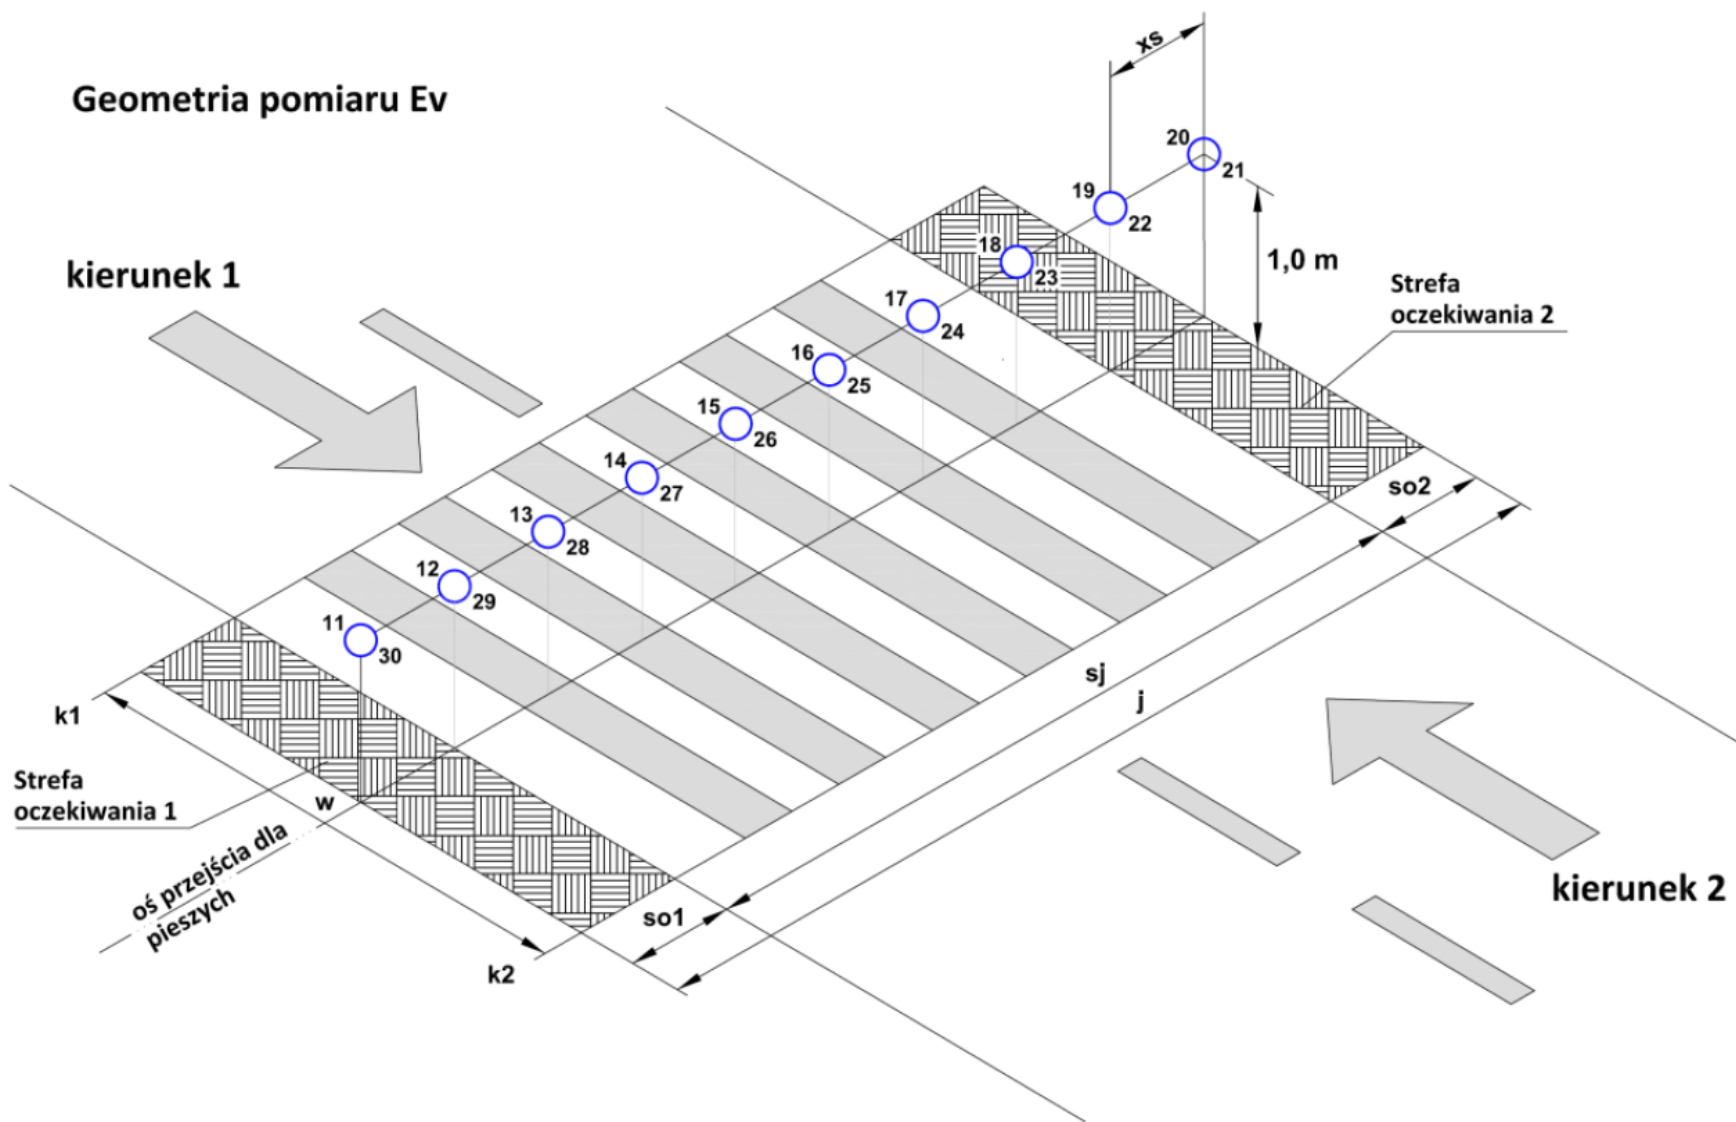 Geometria pomiaru Ev
xs
20
21
19
22
18
23
1,0 m
kierunek 1
Strefa
oczekiwania 2
17
24
16
25
15
26
14
27
13
28
12
29
11
30
so2
sj
j
k1
Strefa
oczekiwania 1
w
oś przejścia dla
pieszych
so1
k2
kierunek 2